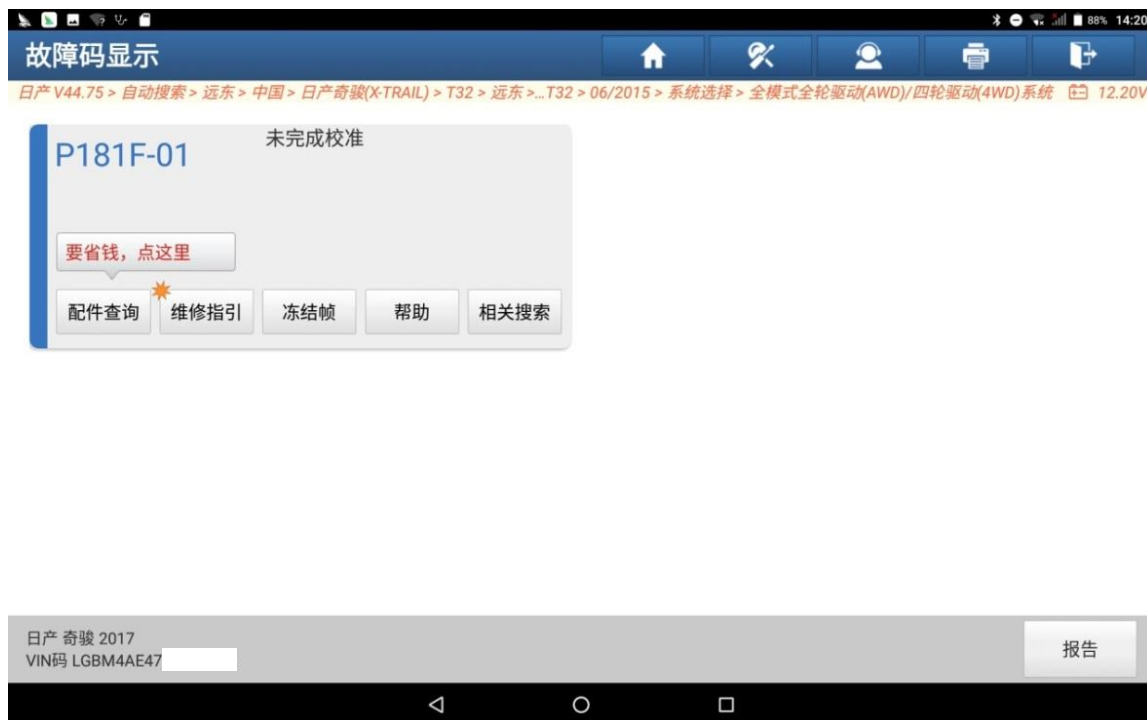 88% 14:20
故障码显示
日产 V44.75 > 自动搜索 > 远东 > 中国 > 日产奇骏(X-TRAIL) > T32 > 远东 >...T32 > 06/2015 > 系统选择 > 全模式全轮驱动(AWD)/四轮驱动(4WD)系统 12.20V
P181F-01 未完成校准
要省钱，点这里
配件查询 维修指引 冻结帧 帮助 相关搜索
日产 奇骏 2017
VIN码 LGBM4AE47
报告